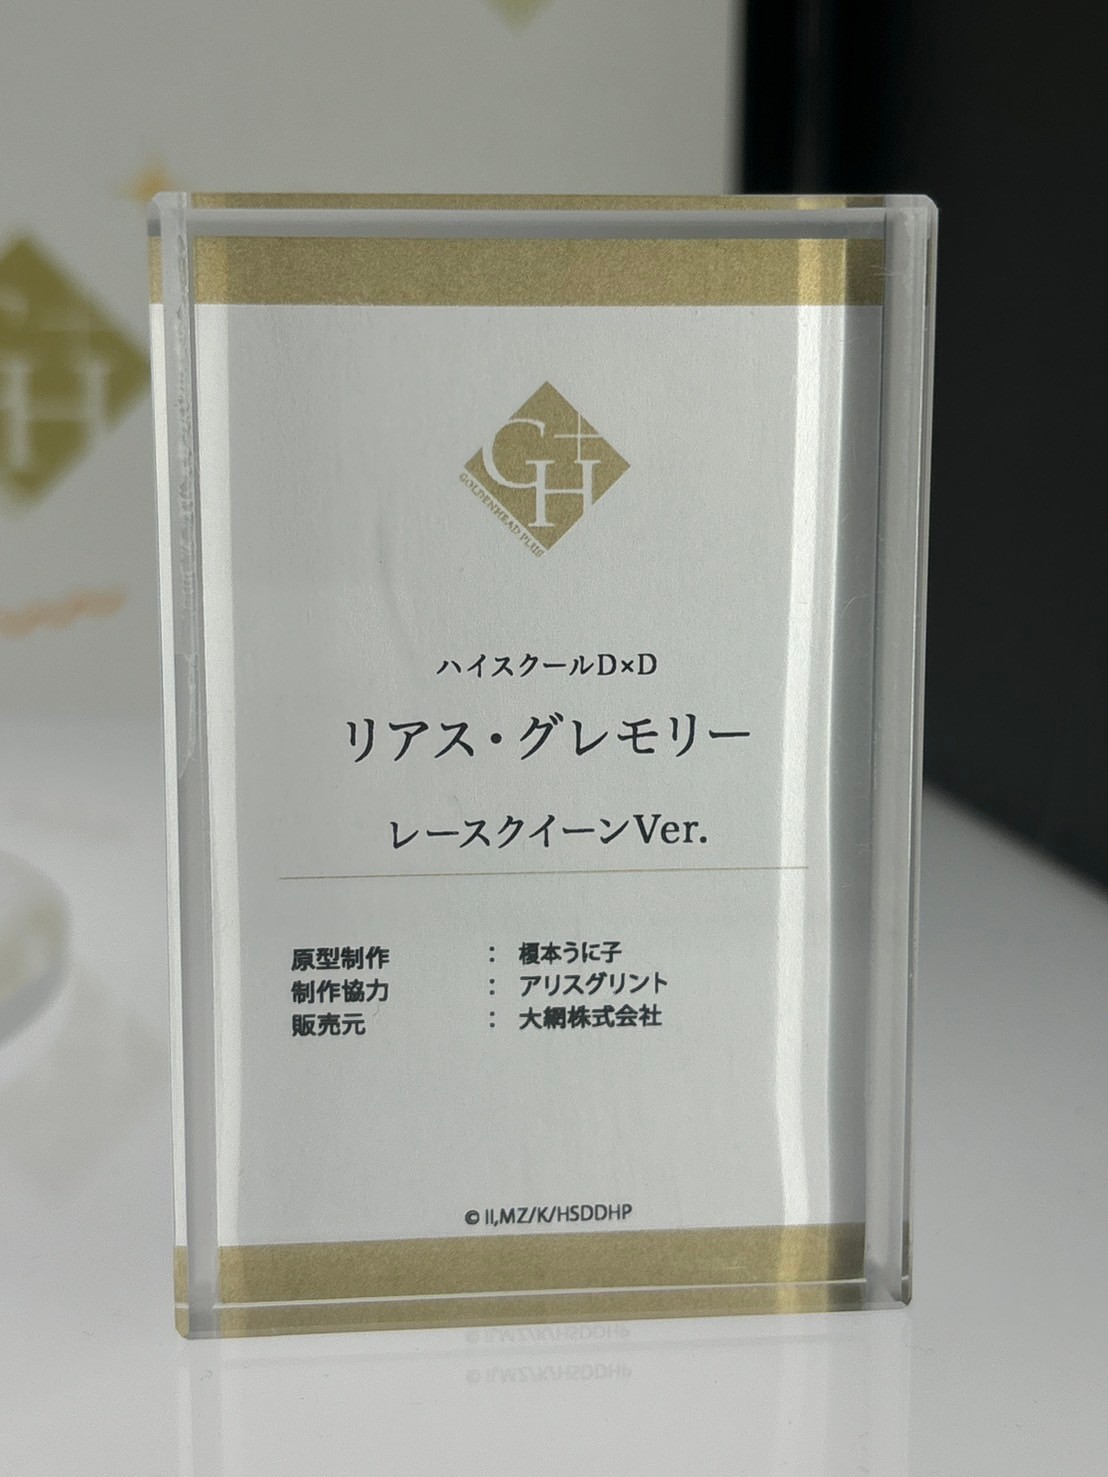 GH+
GOLDENHEAD PLUS
ハイスクールD×D
リアス・グレモリー
レースクイーンVer.
原型制作 : 榎本うに子
制作協力 : アリスグリント
販売元 : 大網株式会社
© II,MZ/K/HSDDHP